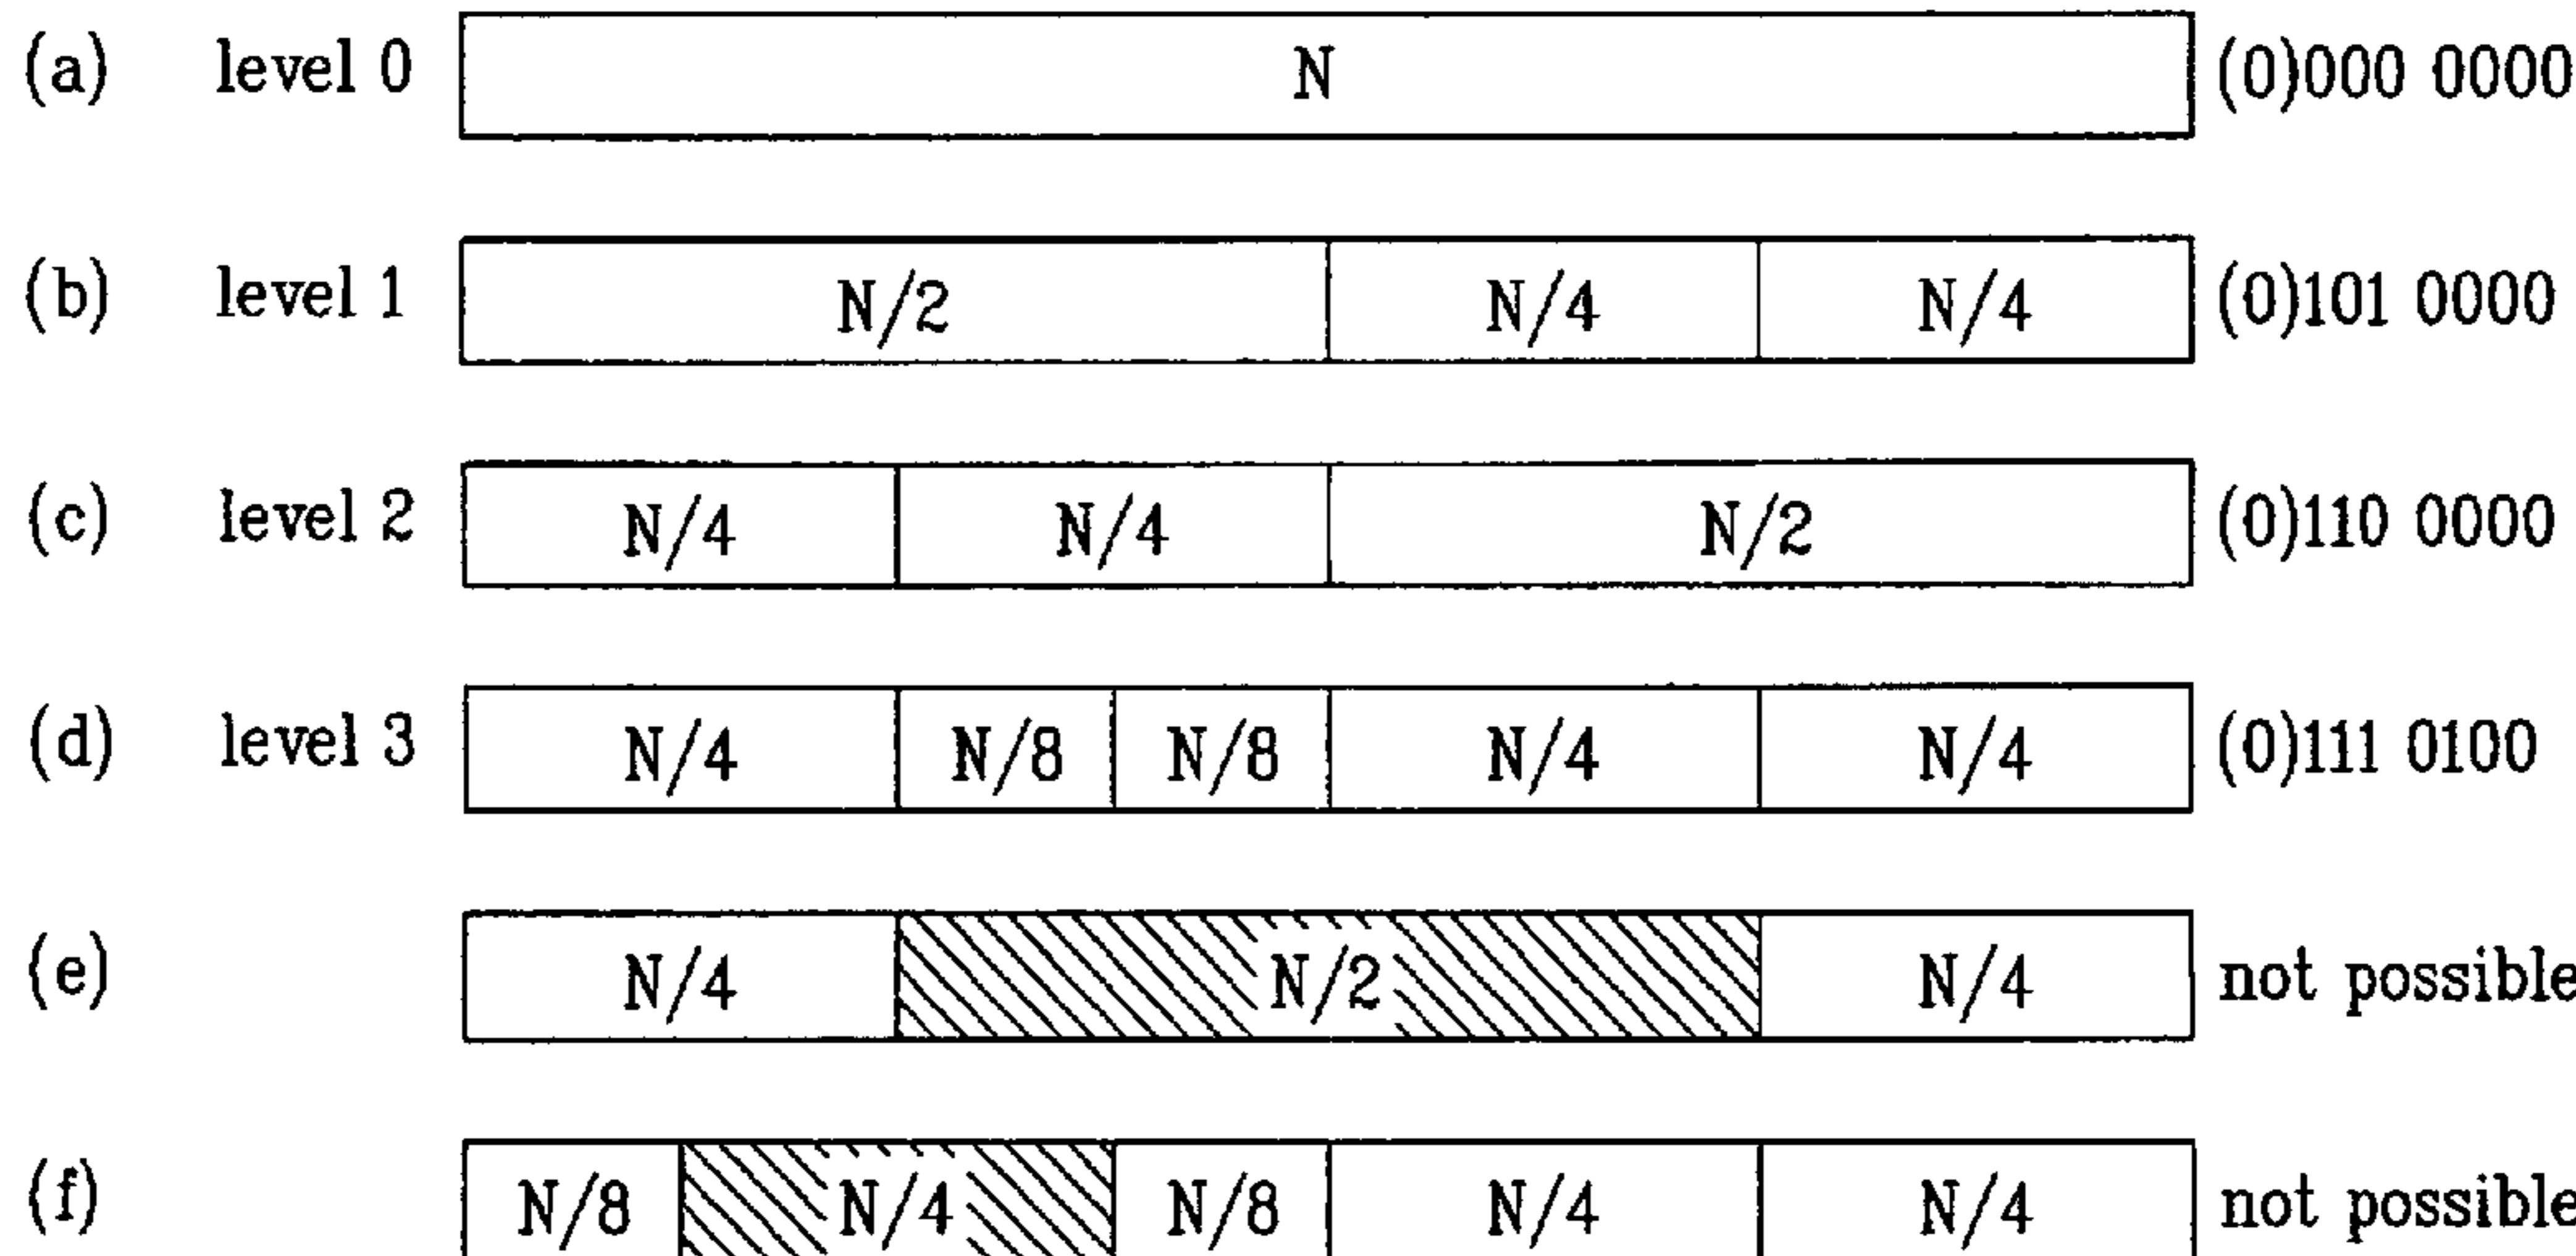 (a) level 0 N (0)000 0000
(b) level 1 N/2 N/4 N/4 (0)101 0000
(c) level 2 N/4 N/4 N/2 (0)110 0000
(d) level 3 N/4 N/8 N/8 N/4 N/4 (0)111 0100
(e) N/4 N/2 N/4 not possible
(f) N/8 N/4 N/8 N/4 N/4 not possible